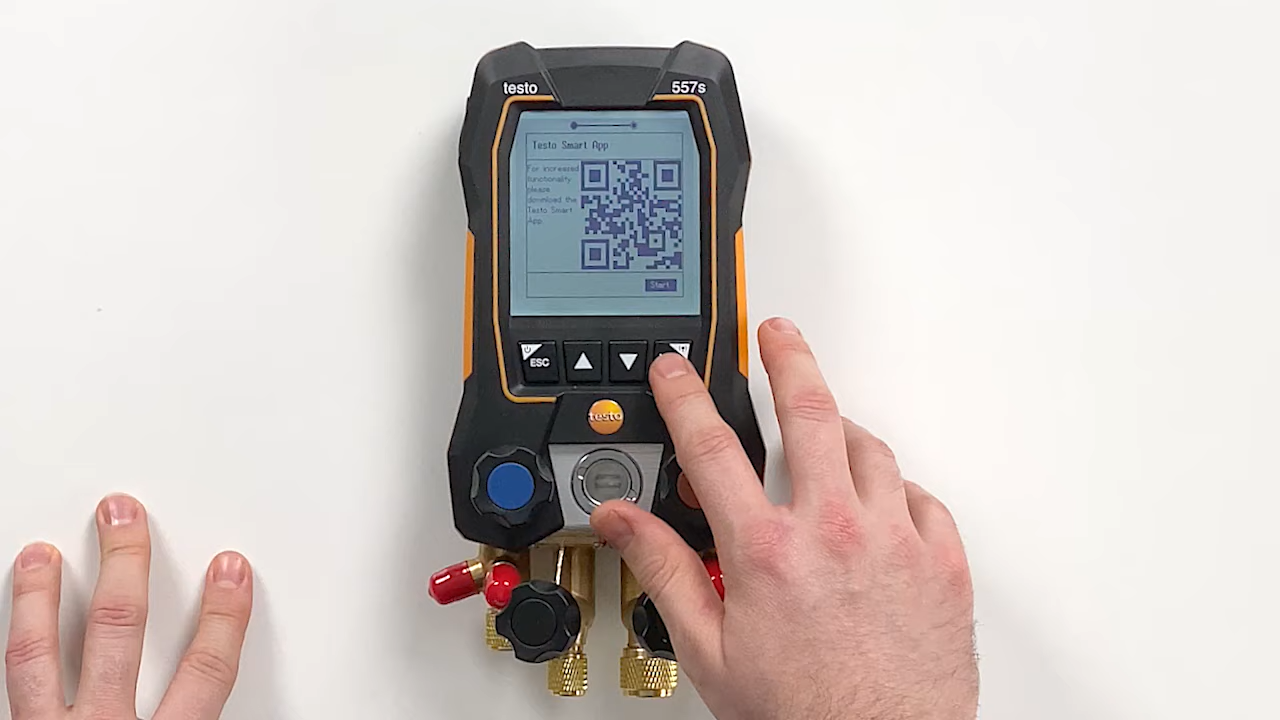 testo
557s
Testo Smart App
For increased
functionality
please
download the
Testo Smart
App.
Start
ESC
testo